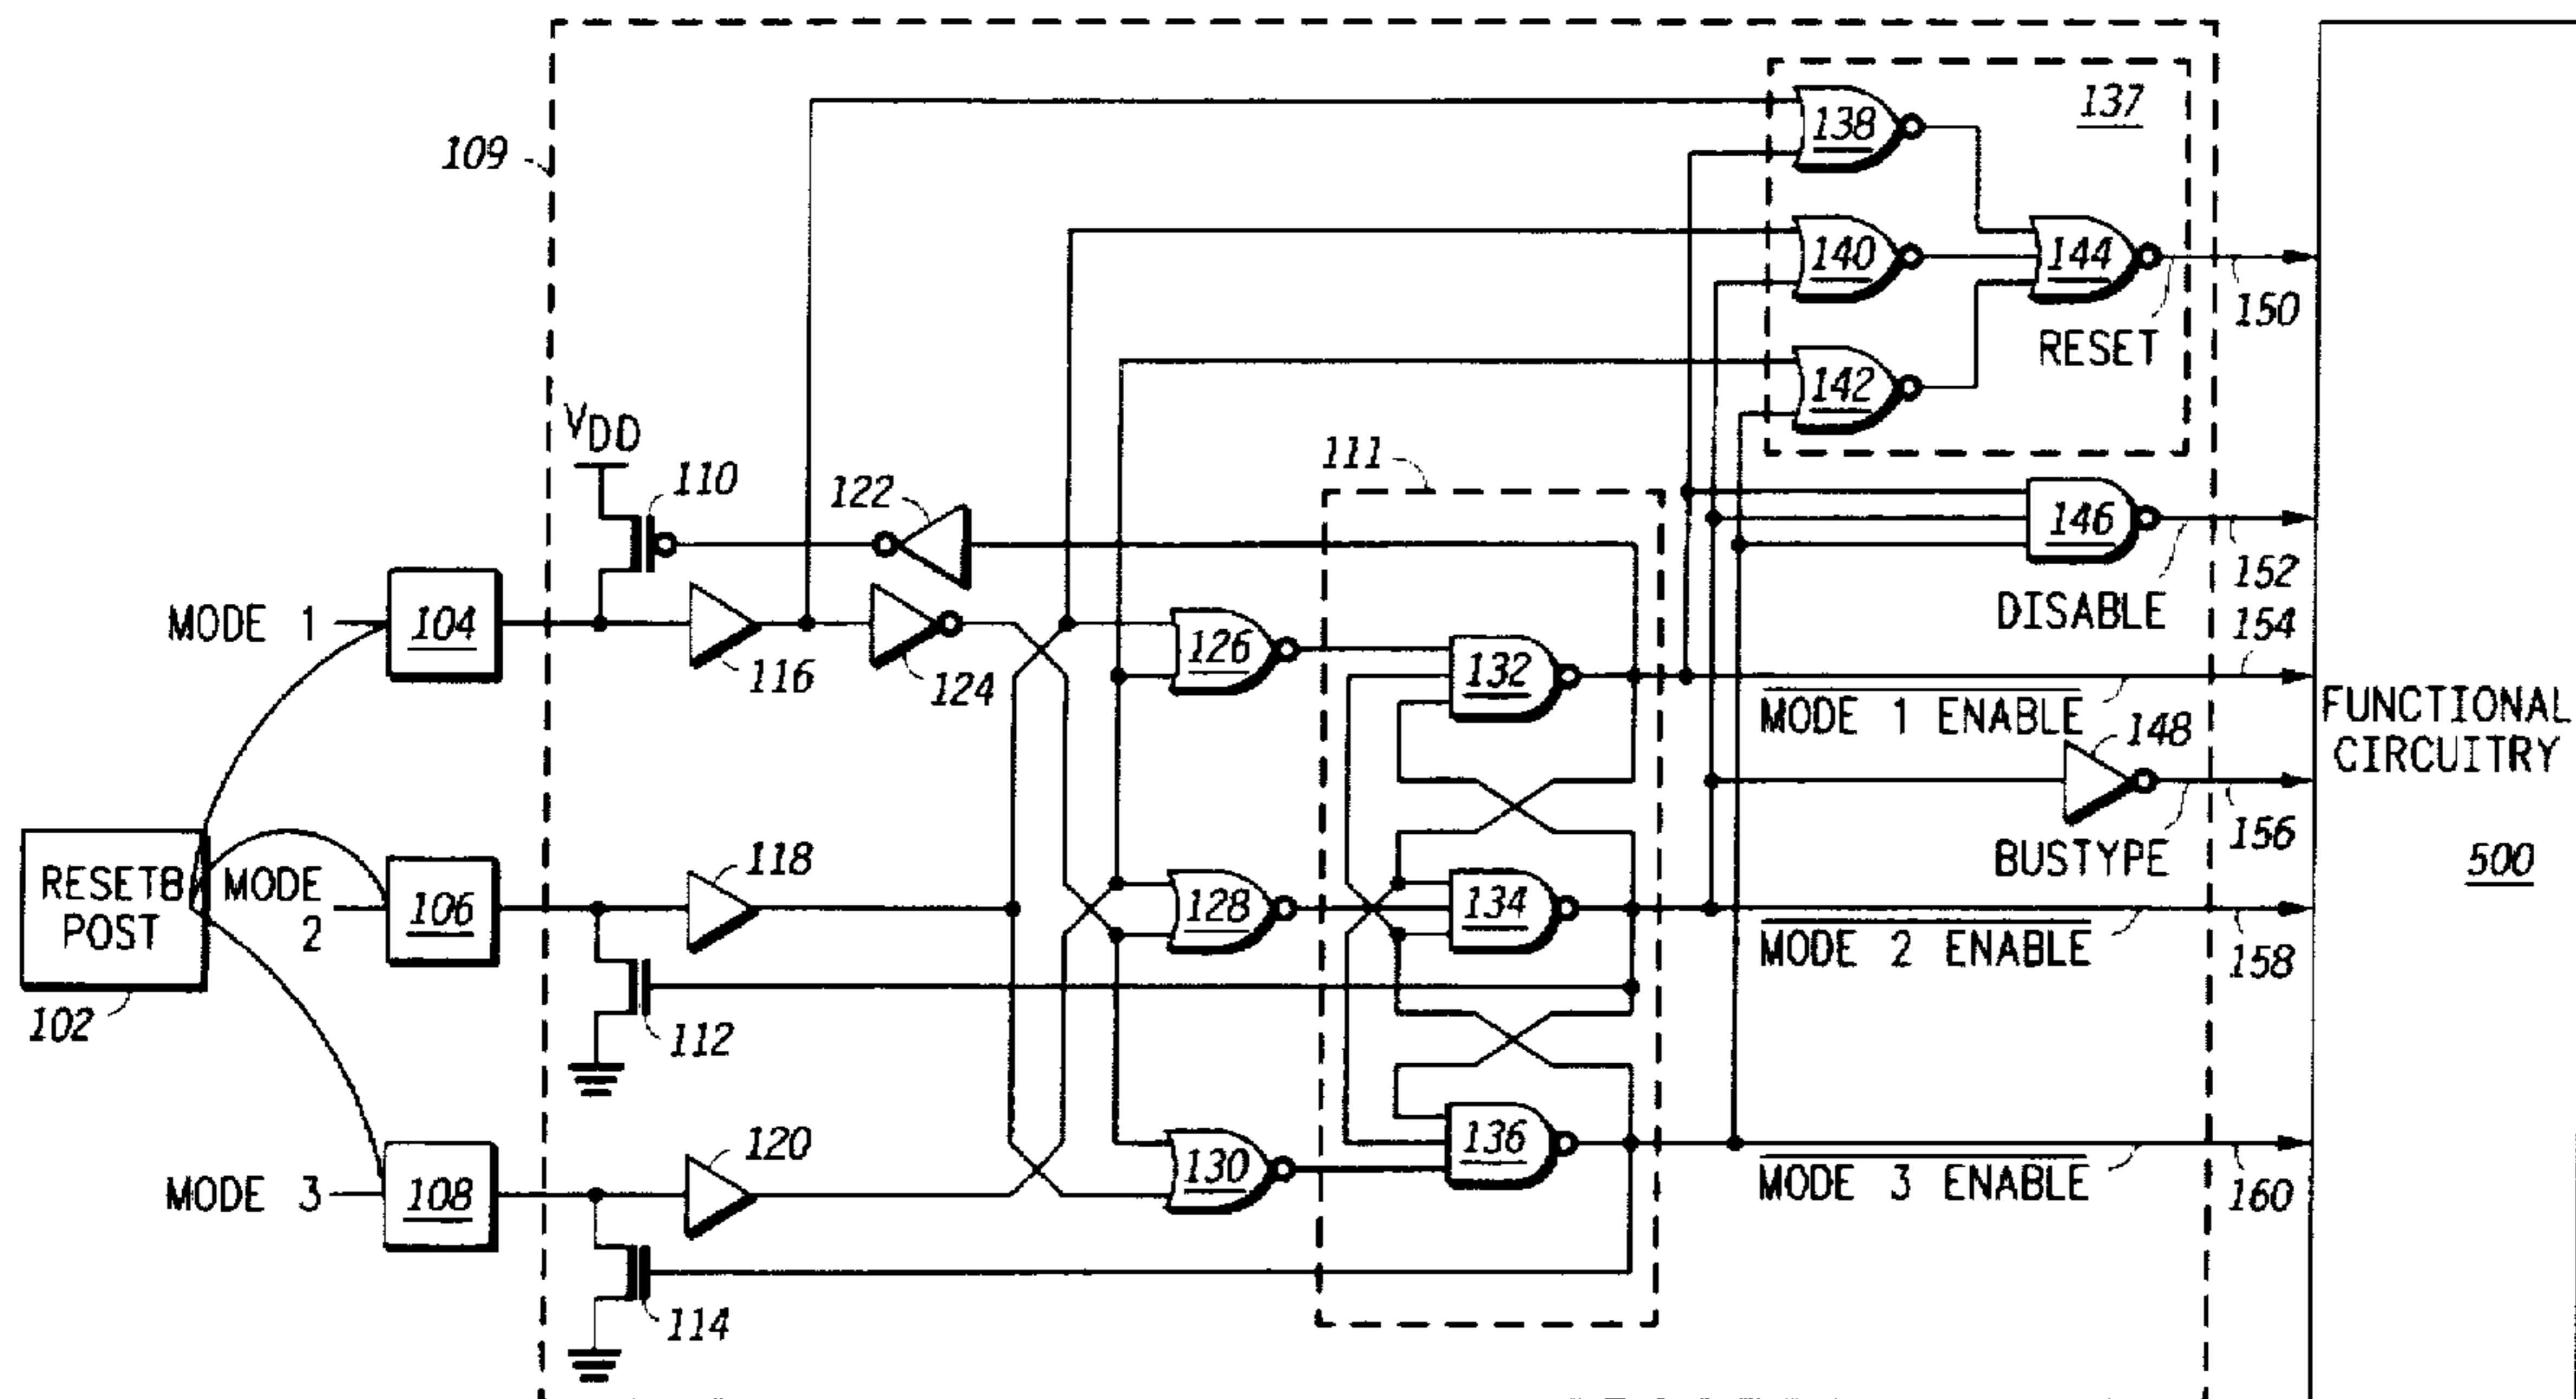 109
137
138
140
144
142
RESET
150
VDD
110
122
111
146
152
DISABLE
154
MODE 1
104
116
124
126
132
MODE 1 ENABLE
148
FUNCTIONAL
CIRCUITRY
500
156
BUSTYPE
RESETB
POST
102
MODE
2
106
118
128
134
MODE 2 ENABLE
158
112
MODE 3
108
120
130
136
MODE 3 ENABLE
160
114